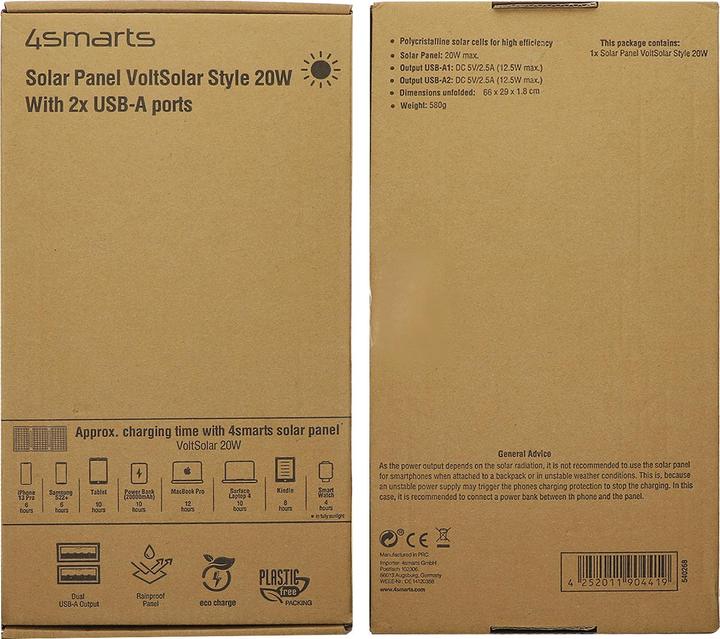 4smarts
Solar Panel VoltSolar Style 20W
With 2x USB-A ports
Approx. charging time with 4smarts solar panel*
VoltSolar 20W
iPhone
13 Pro
6
hours
Samsung
S22+
6
hours
Tablet
10
hours
Power Bank
(20000mAh)
MacBook Pro
12
hours
Surface
Laptop 4
10
hours
Kindle
8
hours
Smart
Watch
4
hours
* in fully sunlight
Dual
USB-A Output
Rainproof
Panel
eco charge
PLASTIC
free
PACKING
• Polycristalline solar cells for high efficiency
• Solar Panel: 20W max.
• Output USB-A1: DC 5V/2.5A (12.5W max.)
• Output USB-A2: DC 5V/2.5A (12.5W max.)
• Dimensions unfolded: 66 x 29 x 1.8 cm
• Weight: 580g
This package contains:
1x Solar Panel VoltSolar Style 20W
General Advice
As the power output depends on the solar radiation, it is not recommended to use the solar panel
for smartphones when attached to a backpack or in unstable weather conditions. This is, because
an unstable power supply may trigger the phones charging protection to stop the charging. In this
case, it is recommended to connect a power bank between th phone and the panel.
CE
Manufactured in PRC
Importer: 4smarts GmbH
86013 Augsburg, Germany
www.4smarts.com
4 252011 904419
540268